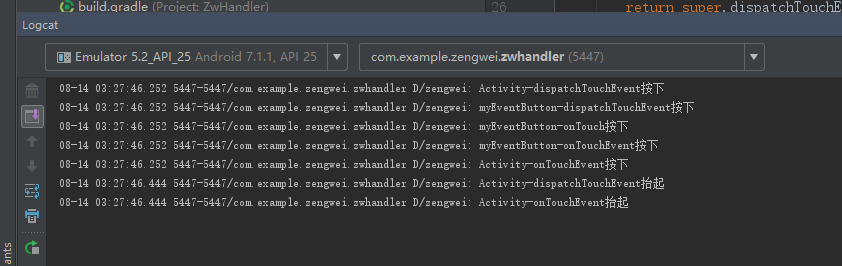 build.gradle (Project: ZwHandler)
26 return super.dispatchTouchE
Logcat
Emulator 5.2_API_25 Android 7.1.1, API 25
com.example.zengwei.zwhandler (5447)
08-14 03:27:46.252 5447-5447/com.example.zengwei.zwhandler D/zengwei: Activity-dispatchTouchEvent按下
08-14 03:27:46.252 5447-5447/com.example.zengwei.zwhandler D/zengwei: myEventButton-dispatchTouchEvent按下
08-14 03:27:46.252 5447-5447/com.example.zengwei.zwhandler D/zengwei: myEventButton-onTouch按下
08-14 03:27:46.252 5447-5447/com.example.zengwei.zwhandler D/zengwei: myEventButton-onTouchEvent按下
08-14 03:27:46.252 5447-5447/com.example.zengwei.zwhandler D/zengwei: Activity-onTouchEvent按下
08-14 03:27:46.444 5447-5447/com.example.zengwei.zwhandler D/zengwei: Activity-dispatchTouchEvent抬起
08-14 03:27:46.444 5447-5447/com.example.zengwei.zwhandler D/zengwei: Activity-onTouchEvent抬起
ants